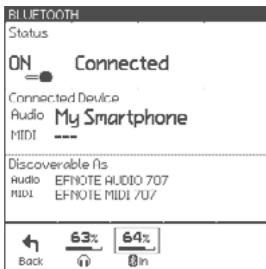 BLUETOOTH
Status
ON Connected
Connected Device
Audio My Smartphone
MIDI ---
Discoverable As
Audio EFNOTE AUDIO 707
MIDI EFNOTE MIDI 707
63% 64%
Back In